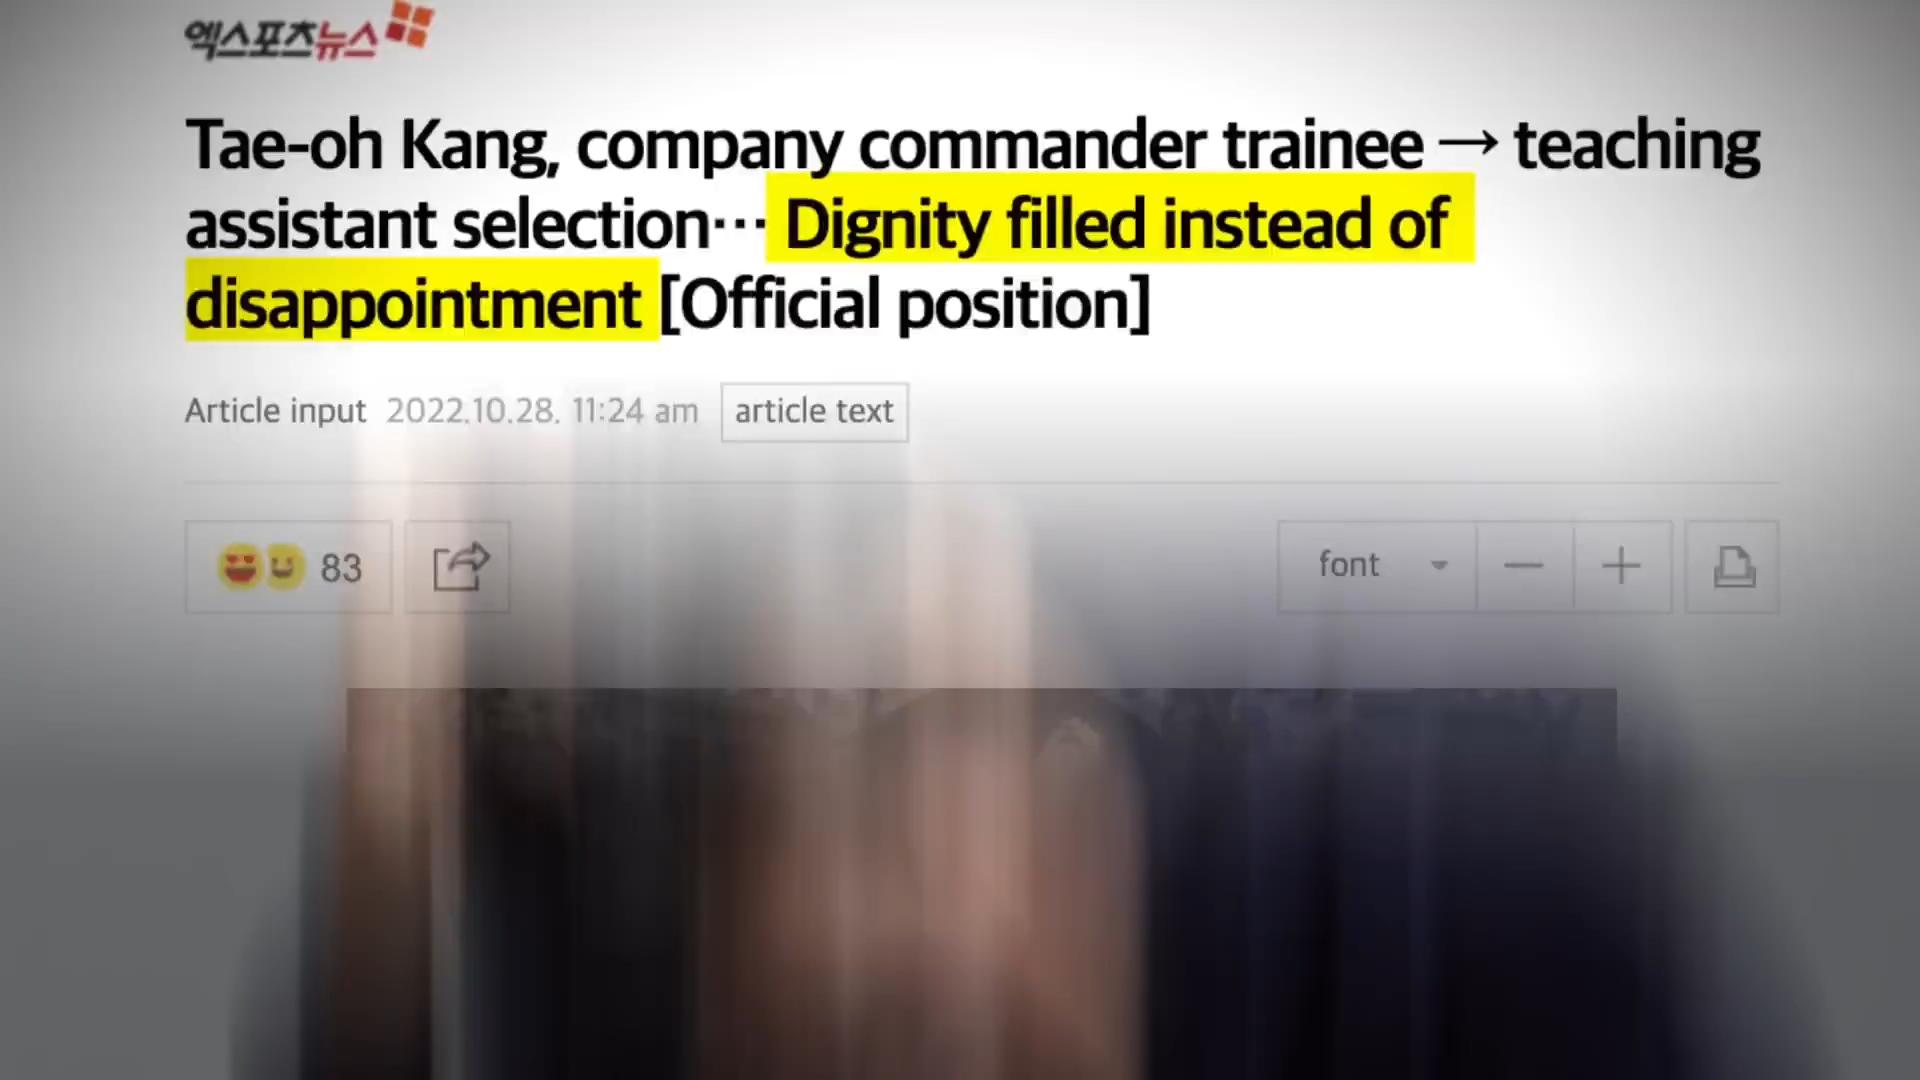 엑스포츠뉴스
Tae-oh Kang, company commander trainee → teaching
assistant selection··· Dignity filled instead of
disappointment [Official position]
Article input 2022.10.28. 11:24 am article text
83 font